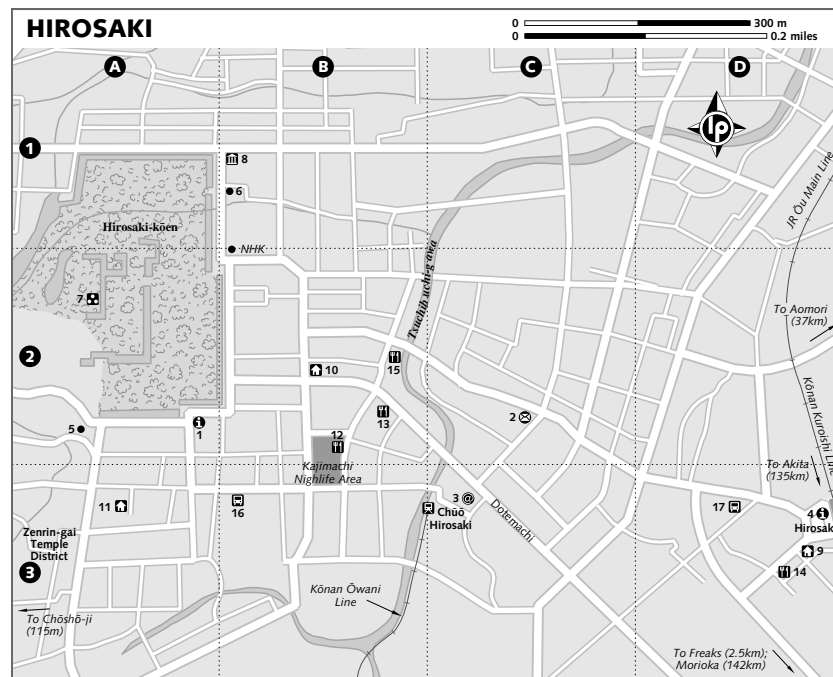 HIROSAKI
0 300 m
0 0.2 miles
A B C D
1
8
6
lp
JR Ōu Main Line
Hirosaki-kōen
NHK
Tsuchibuchi-gawa
7
To Aomori
(37km)
2
10
15
Kōnan Kuroishi Line
13
2
5
1
12
Kajimachi
Nighlife Area
To Akita
(135km)
11
16
3 @
Chūō
Hirosaki
Dotemachi
17
4
Hirosak
Zenrin-gai
Temple
District
9
14
3
Kōnan Ōwani
Line
To Chōshō-ji
(115m)
To Freaks (2.5km);
Morioka (142km)